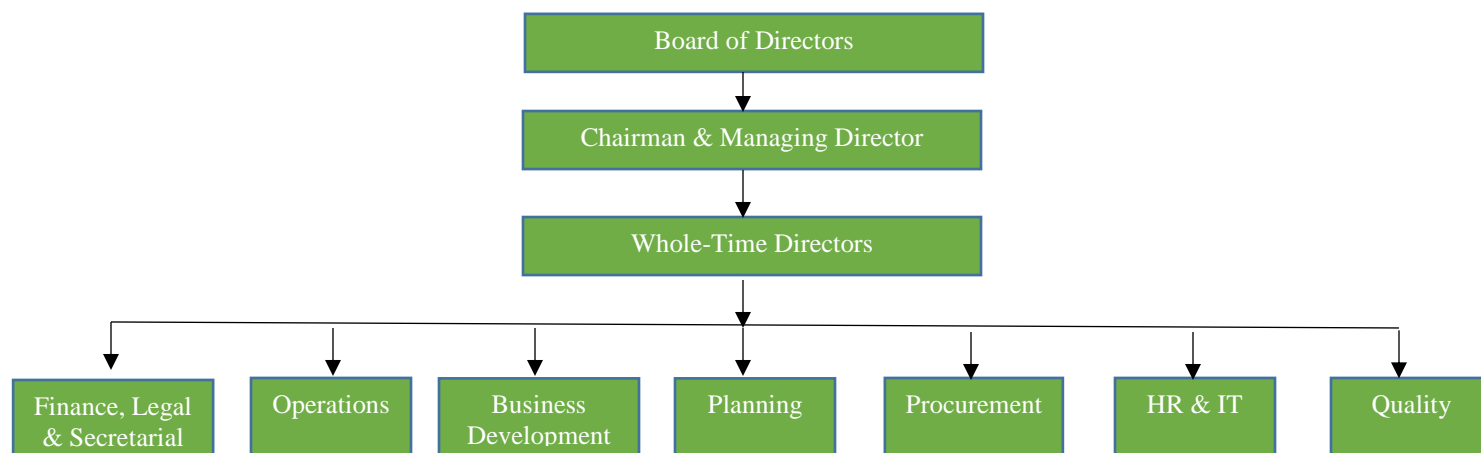 Board of Directors
Chairman & Managing Director
Whole-Time Directors
Finance, Legal
& Secretarial
Operations
Business
Development
Planning
Procurement
HR & IT
Quality